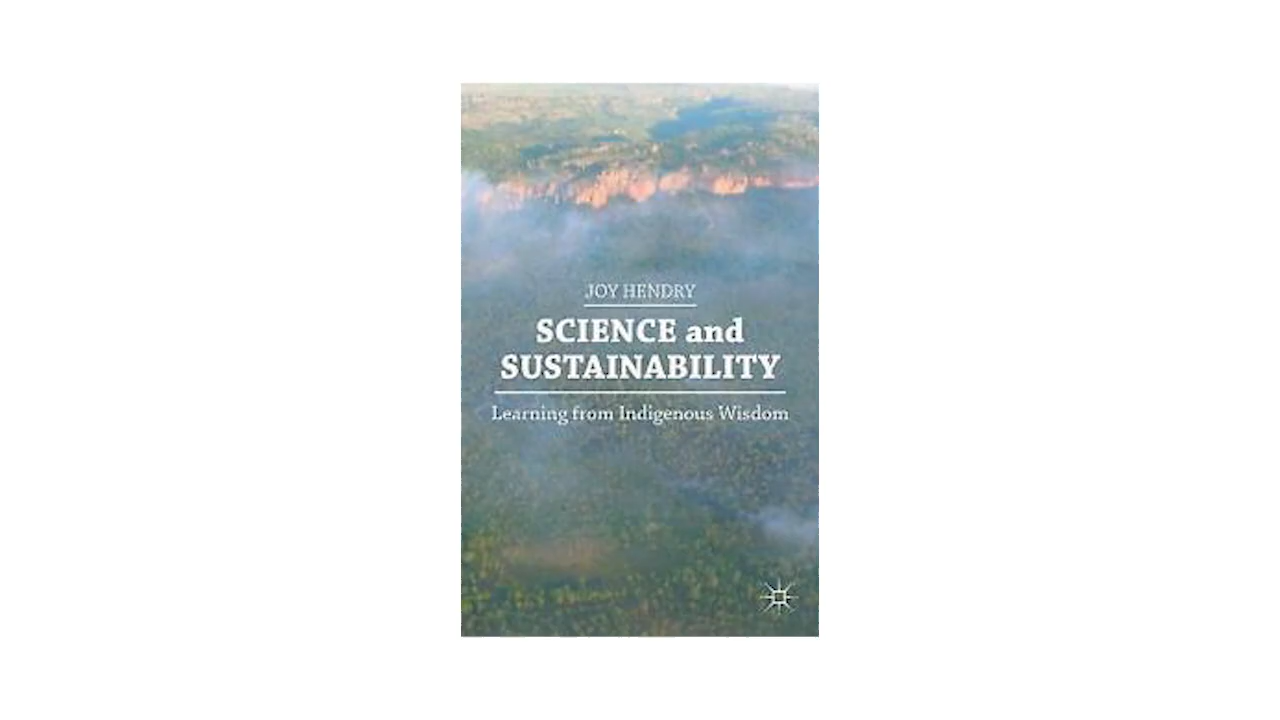 JOY HENDRY
SCIENCE and
SUSTAINABILITY
Learning from Indigenous Wisdom